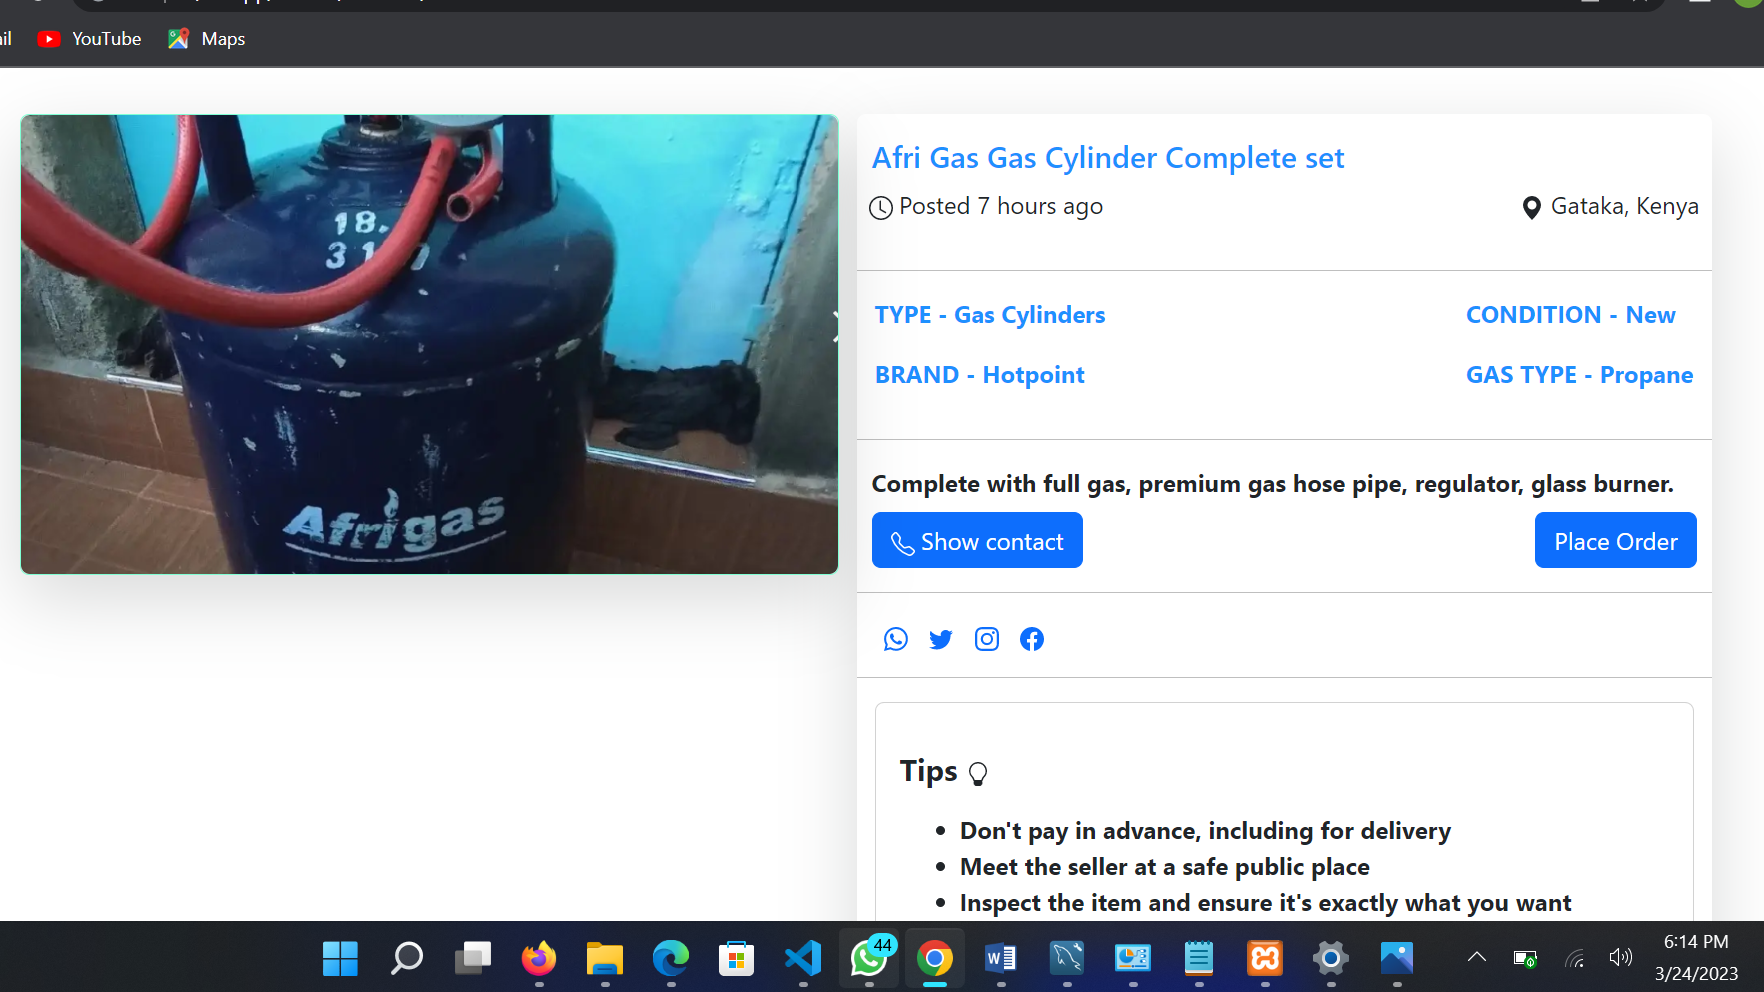 il YouTube Maps
18.
31
Afrigas
Afri Gas Gas Cylinder Complete set
Posted 7 hours ago Gataka, Kenya
TYPE - Gas Cylinders CONDITION - New
BRAND - Hotpoint GAS TYPE - Propane
Complete with full gas, premium gas hose pipe, regulator, glass burner.
Show contact Place Order
Tips
Don't pay in advance, including for delivery
Meet the seller at a safe public place
Inspect the item and ensure it's exactly what you want
44
W
6:14 PM
3/24/2023